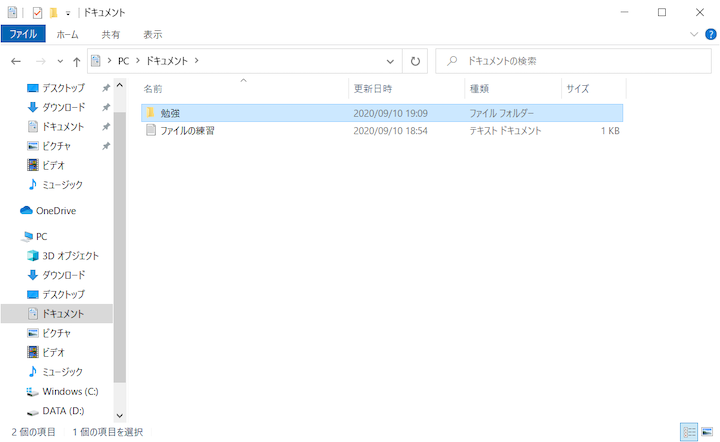 ドキュメント
ファイル ホーム 共有 表示
PC ドキュメント ドキュメントの検索
名前 更新日時 種類 サイズ
勉強 2020/09/10 19:09 ファイル フォルダー
ファイルの練習 2020/09/10 18:54 テキスト ドキュメント 1 KB
デスクトップ
ダウンロード
ドキュメント
ピクチャ
ビデオ
ミュージック
OneDrive
PC
3D オブジェクト
ダウンロード
デスクトップ
ドキュメント
ピクチャ
ビデオ
ミュージック
Windows (C:)
DATA (D:)
2 個の項目 1 個の項目を選択